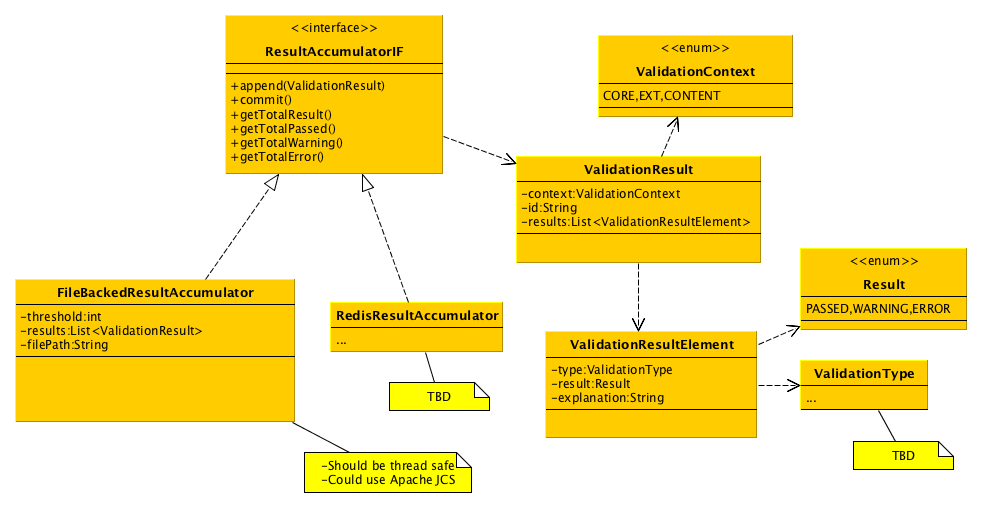 <<interface>>
ResultAccumulatorIF
+append(ValidationResult)
+commit()
+getTotalResult()
+getTotalPassed()
+getTotalWarning()
+getTotalError()
<<enum>>
ValidationContext
CORE,EXT,CONTENT
ValidationResult
-context:ValidationContext
-id:String
-results:List<ValidationResultElement>
<<enum>>
Result
PASSED,WARNING,ERROR
FileBackedResultAccumulator
-threshold:int
-results:List<ValidationResult>
-filePath:String
RedisResultAccumulator
...
TBD
ValidationResultElement
-type:ValidationType
-result:Result
-explanation:String
ValidationType
...
TBD
-Should be thread safe
-Could use Apache JCS